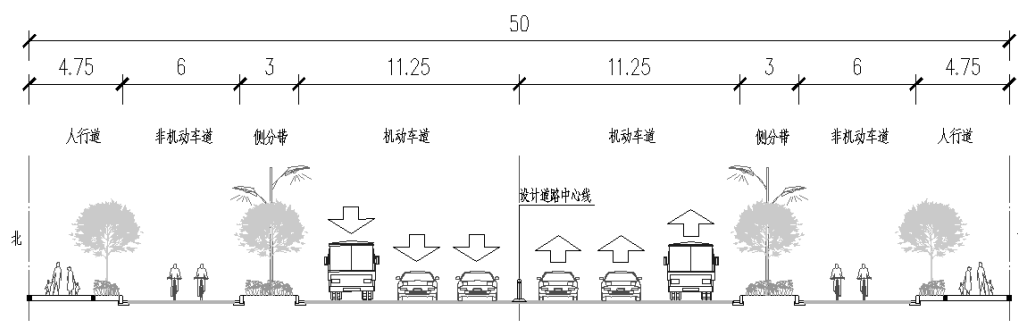 50
4.75 6 3 11.25 11.25 3 6 4.75
人行道 非机动车道 侧分带 机动车道 机动车道 侧分带 非机动车道 人行道
设计道路中心线
北